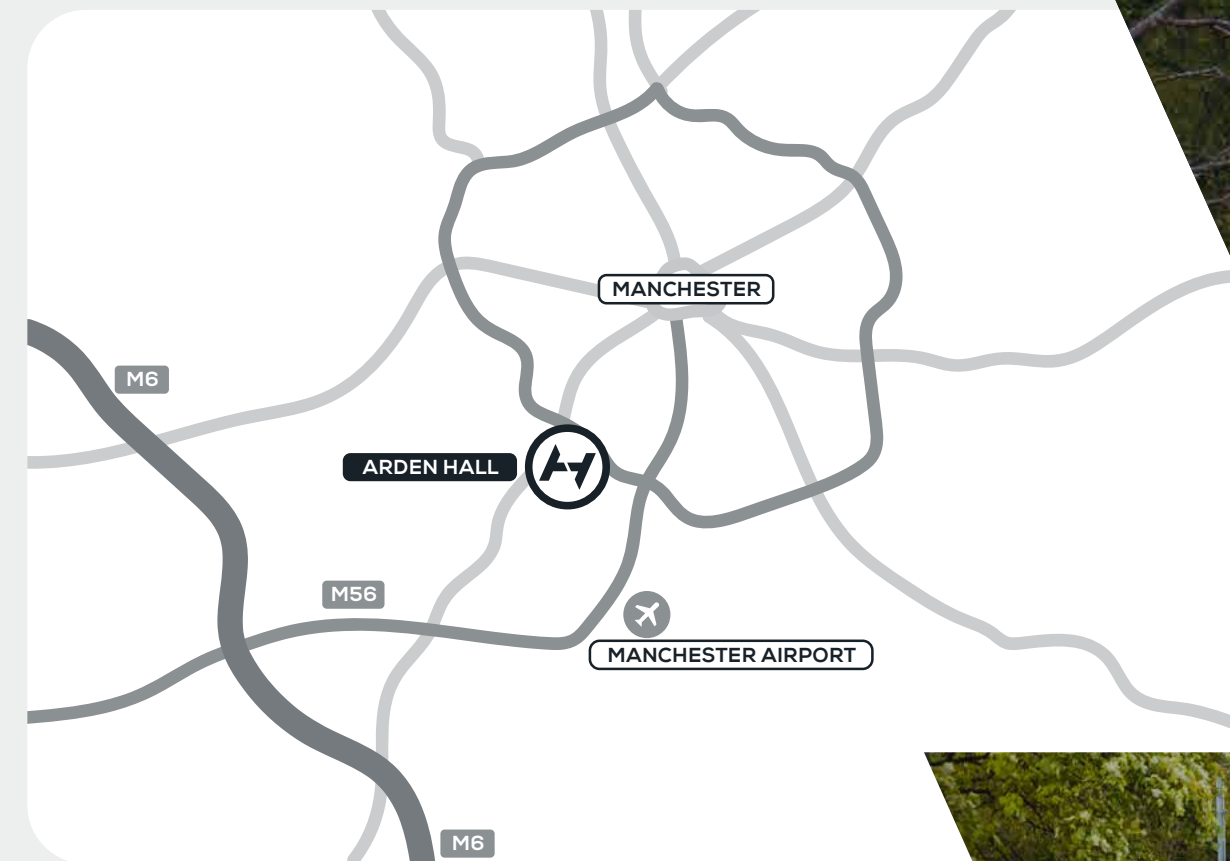 MANCHESTER
M6
ARDEN HALL
M56
MANCHESTER AIRPORT
M6